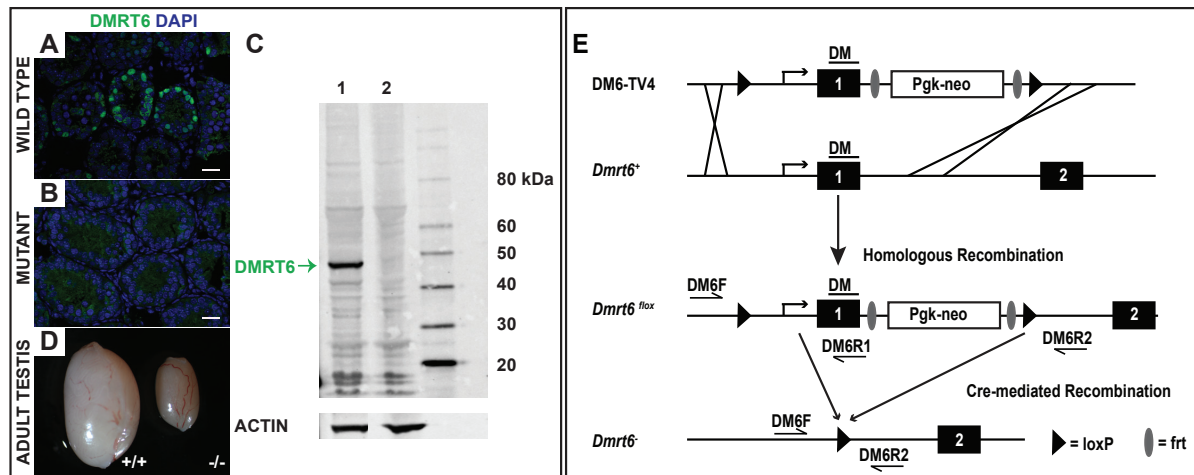 DMRT6 DAPI
A
WILD TYPE
B
MUTANT
D
ADULT TESTIS
+/+
-/-
C
1 2
80 kDa
60
50
DMRT6
40
30
20
ACTIN
E
DM
DM6-TV4
1
Pgk-neo
DM
Dmrt6+
1
2
Homologous Recombination
DM6F
DM
Dmrt6 flox
1
Pgk-neo
2
DM6R1
DM6R2
Cre-mediated Recombination
DM6F
Dmrt6-
2
DM6R2
= loxP
= frt